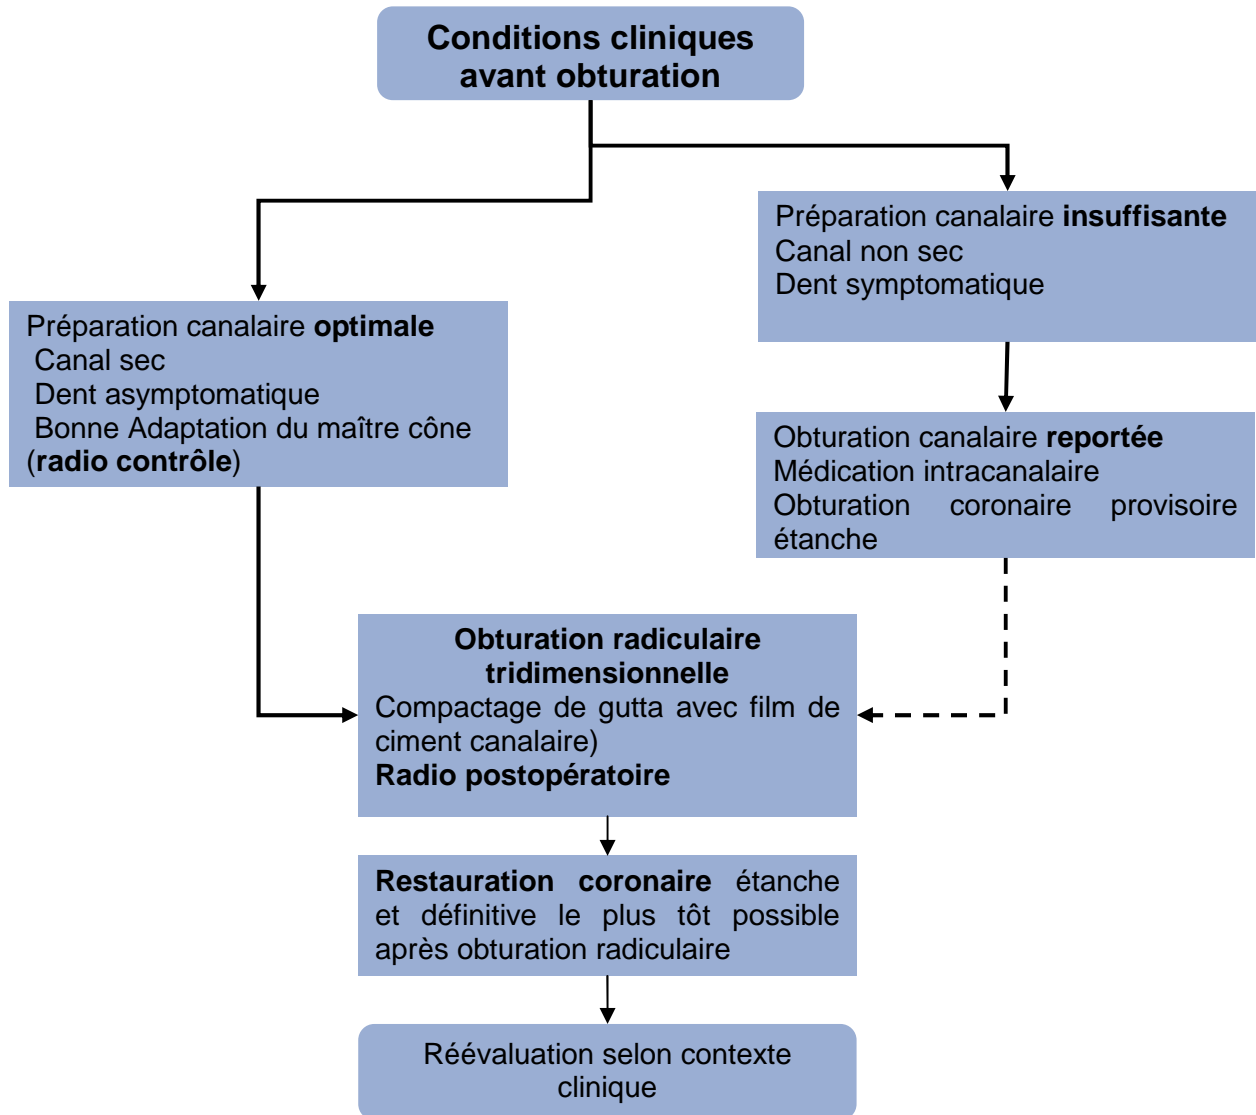 Conditions cliniques
avant obturation
Préparation canalaire insuffisante
Canal non sec
Dent symptomatique
Préparation canalaire optimale
Canal sec
Dent asymptomatique
Bonne Adaptation du maître cône
(radio contrôle)
Obturation canalaire reportée
Médication intracanalaire
Obturation coronaire provisoire
étanche
Obturation radiculaire
tridimensionnelle
Compactage de gutta avec film de
ciment canalaire)
Radio postopératoire
Restauration coronaire étanche
et définitive le plus tôt possible
après obturation radiculaire
Réévaluation selon contexte
clinique